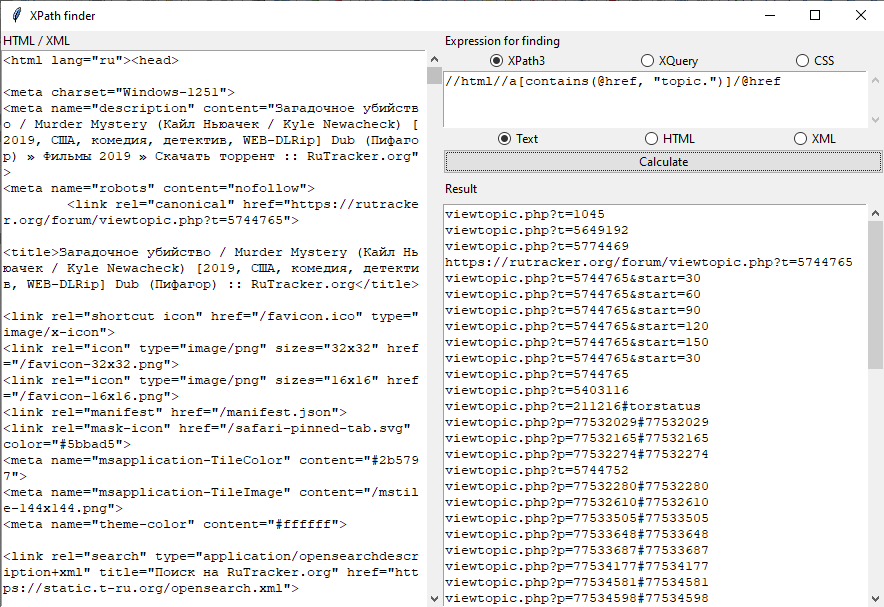 XPath finder
HTML / XML
<html lang="ru"><head>
<meta charset="Windows-1251">
<meta name="description" content="Загадочное убийств
о / Murder Mystery (Кайл Ньюачек / Kyle Newacheck) [
2019, США, комедия, детектив, WEB-DLRip] Dub (Пифаго
р) » Фильмы 2019 » Скачать торрент :: RuTracker.org"
>
<meta name="robots" content="nofollow">
<link rel="canonical" href="https://rutracke
r.org/forum/viewtopic.php?t=5744765">
<title>Загадочное убийство / Murder Mystery (Кайл Нь
юачек / Kyle Newacheck) [2019, США, комедия, детекти
в, WEB-DLRip] Dub (Пифагор) :: RuTracker.org</title>
<link rel="shortcut icon" href="/favicon.ico" type="
image/x-icon">
<link rel="icon" type="image/png" sizes="32x32" href
="/favicon-32x32.png">
<link rel="icon" type="image/png" sizes="16x16" href
="/favicon-16x16.png">
<link rel="manifest" href="/manifest.json">
<link rel="mask-icon" href="/safari-pinned-tab.svg"
color="#5bbad5">
<meta name="msapplication-TileColor" content="#2b579
7">
<meta name="msapplication-TileImage" content="/mstil
e-144x144.png">
<meta name="theme-color" content="#ffffff">
<link rel="search" type="application/opensearchdescr
iption+xml" title="Поиск на RuTracker.org" href="htt
ps://static.t-ru.org/opensearch.xml">
Expression for finding
XPath3 XQuery CSS
//html//a[contains(@href, "topic.")]/@href
Text HTML XML
Calculate
Result
viewtopic.php?t=1045
viewtopic.php?t=5649192
viewtopic.php?t=5774469
https://rutracker.org/forum/viewtopic.php?t=5744765
viewtopic.php?t=5744765&start=30
viewtopic.php?t=5744765&start=60
viewtopic.php?t=5744765&start=90
viewtopic.php?t=5744765&start=120
viewtopic.php?t=5744765&start=150
viewtopic.php?t=5744765&start=30
viewtopic.php?t=5744765
viewtopic.php?t=5403116
viewtopic.php?t=211216#torstatus
viewtopic.php?p=77532029#77532029
viewtopic.php?p=77532165#77532165
viewtopic.php?p=77532274#77532274
viewtopic.php?t=5744752
viewtopic.php?p=77532280#77532280
viewtopic.php?p=77532610#77532610
viewtopic.php?p=77533505#77533505
viewtopic.php?p=77533648#77533648
viewtopic.php?p=77533687#77533687
viewtopic.php?p=77534177#77534177
viewtopic.php?p=77534581#77534581
viewtopic.php?p=77534598#77534598